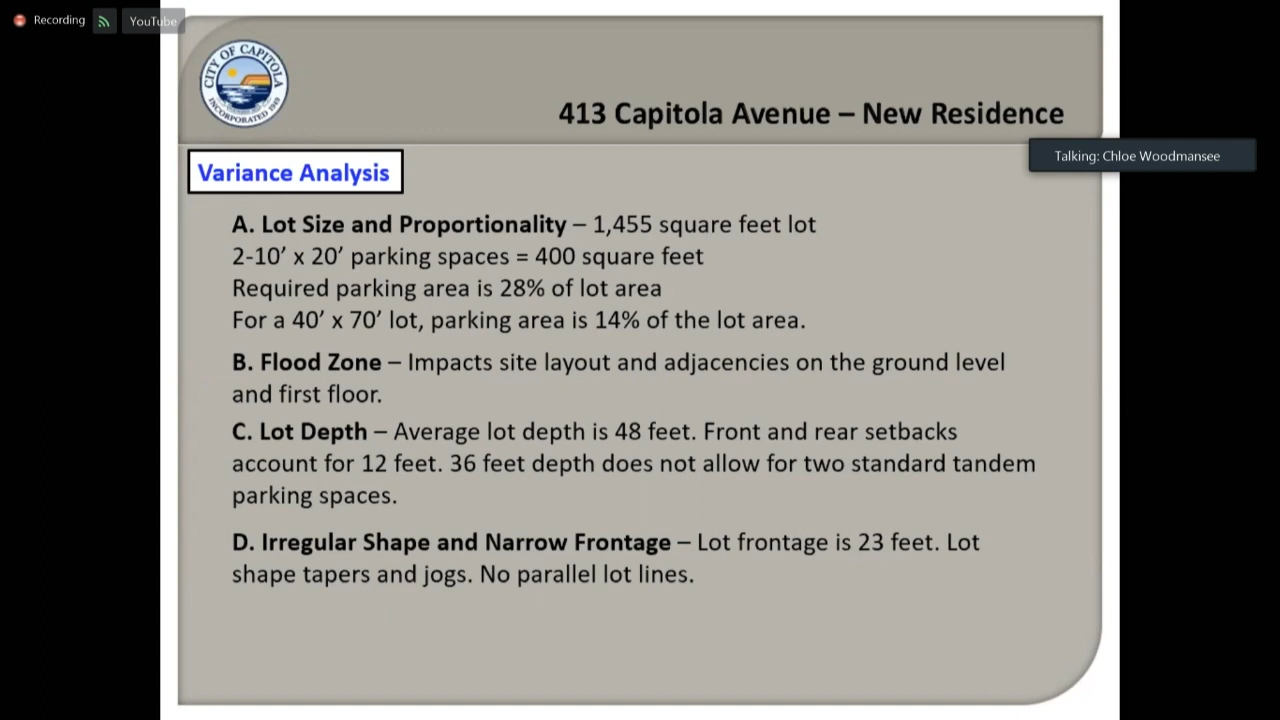 Recording
YouTube
CITY OF CAPITOLA
INCORPORATED 1949
413 Capitola Avenue – New Residence
Talking: Chloe Woodmansee
Variance Analysis
A. Lot Size and Proportionality – 1,455 square feet lot
2-10’ x 20’ parking spaces = 400 square feet
Required parking area is 28% of lot area
For a 40’ x 70’ lot, parking area is 14% of the lot area.
B. Flood Zone – Impacts site layout and adjacencies on the ground level
and first floor.
C. Lot Depth – Average lot depth is 48 feet. Front and rear setbacks
account for 12 feet. 36 feet depth does not allow for two standard tandem
parking spaces.
D. Irregular Shape and Narrow Frontage – Lot frontage is 23 feet. Lot
shape tapers and jogs. No parallel lot lines.